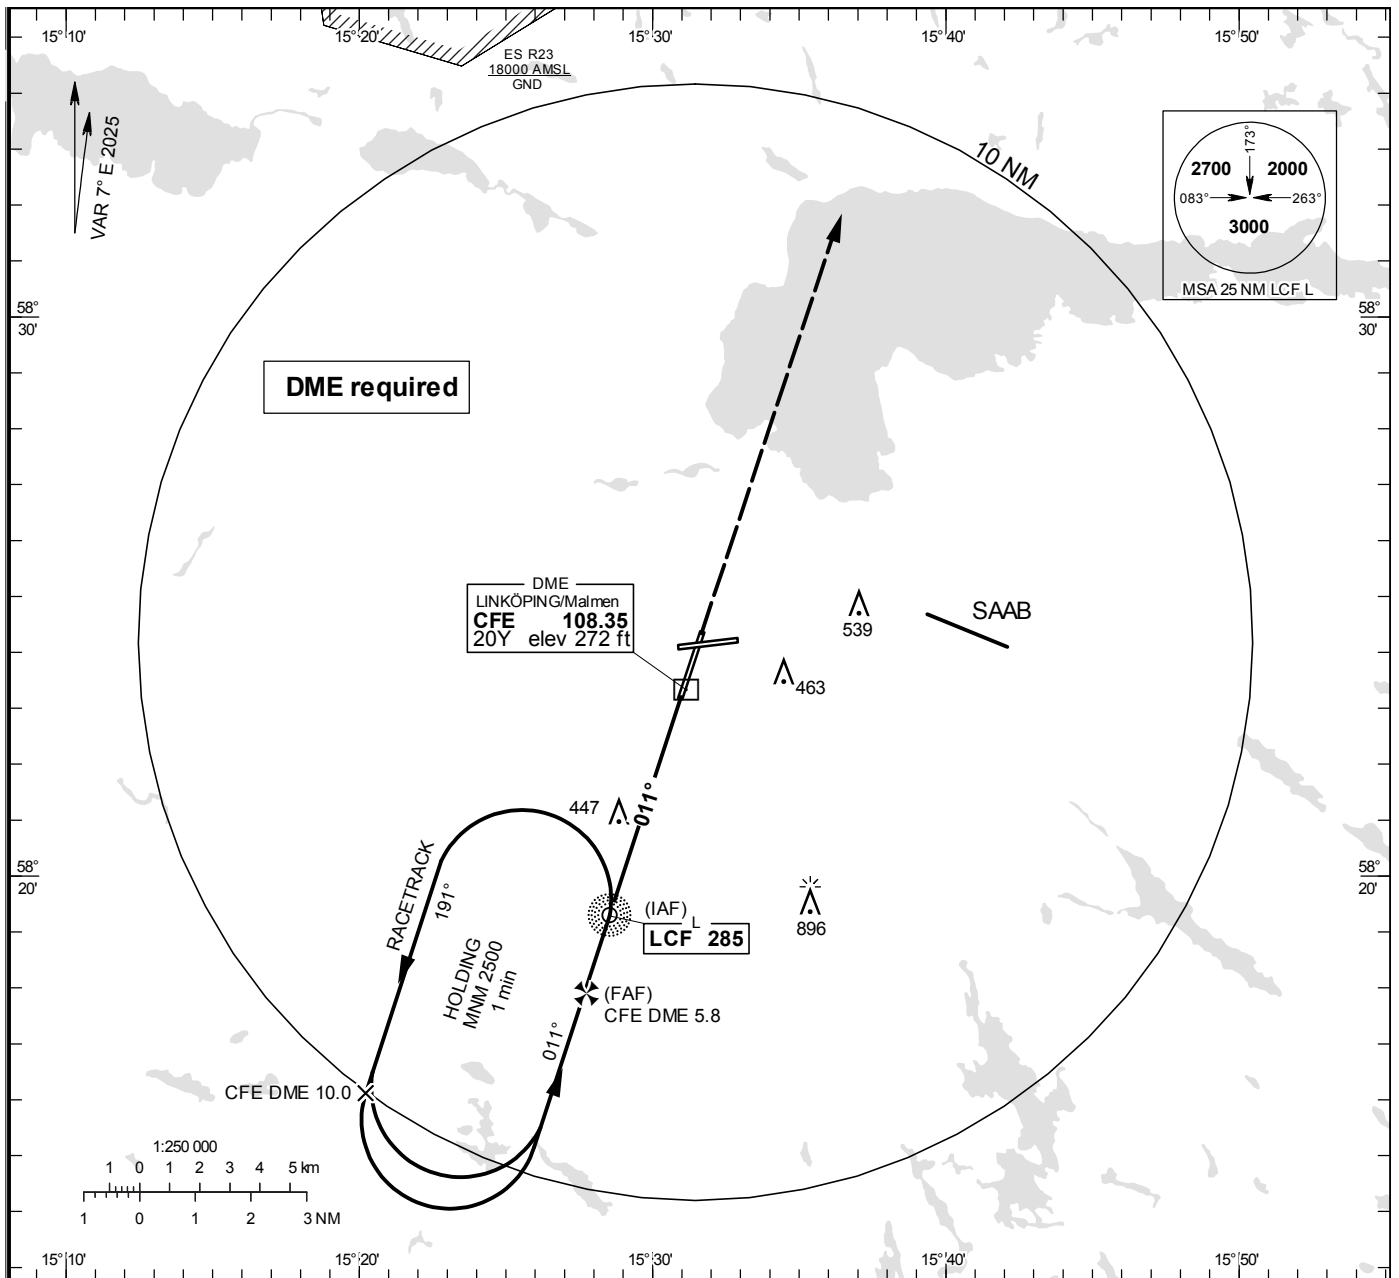 15°10'
15°20'
15°30'
15°40'
15°50'
ES R23
18000 AMSL
GND
VAR 7° E 2025
10 NM
173°
2700
2000
083°
263°
3000
MSA 25 NM LCF L
58°
30'
58°
30'
DME required
DME
LINKÖPING/Malmen
CFE 108.35
20Y elev 272 ft
SAAB
539
463
447
011°
RACETRACK
191°
58°
20'
58°
20'
(IAF)
L
LCF 285
896
HOLDING
MNM 2500
1 min
(FAF)
CFE DME 5.8
011°
CFE DME 10.0
1:250 000
1 0 1 2 3 4 5 km
1 0 1 2 3 NM
15°10'
15°20'
15°30'
15°40'
15°50'